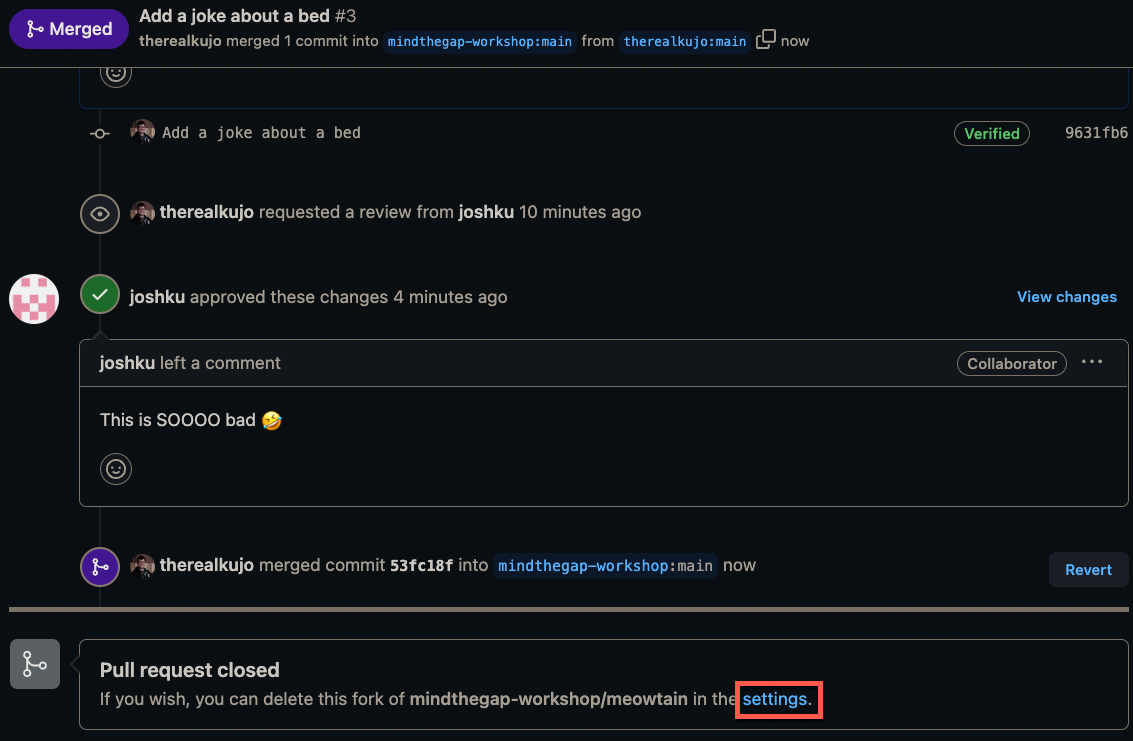 Merged
Add a joke about a bed #3
therealkujo merged 1 commit into mindthegap-workshop:main from therealkujo:main now
Add a joke about a bed Verified 9631fb6
therealkujo requested a review from joshku 10 minutes ago
joshku approved these changes 4 minutes ago View changes
joshku left a comment Collaborator ...
This is SOOOO bad 🤣
therealkujo merged commit 53fc18f into mindthegap-workshop:main now Revert
Pull request closed
If you wish, you can delete this fork of mindthegap-workshop/meowtain in the settings.